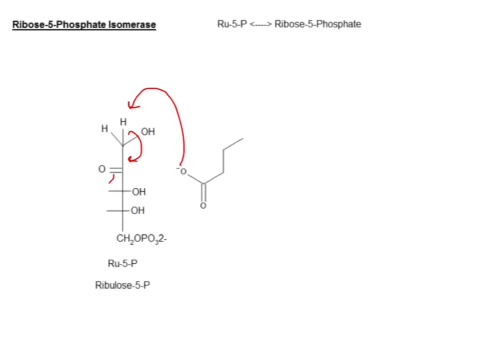 Ribose-5-Phosphate Isomerase
Ru-5-P <----> Ribose-5-Phosphate
H
H
OH
O
⁻O
OH
OH
O
CH₂OPO₃2-
Ru-5-P
Ribulose-5-P